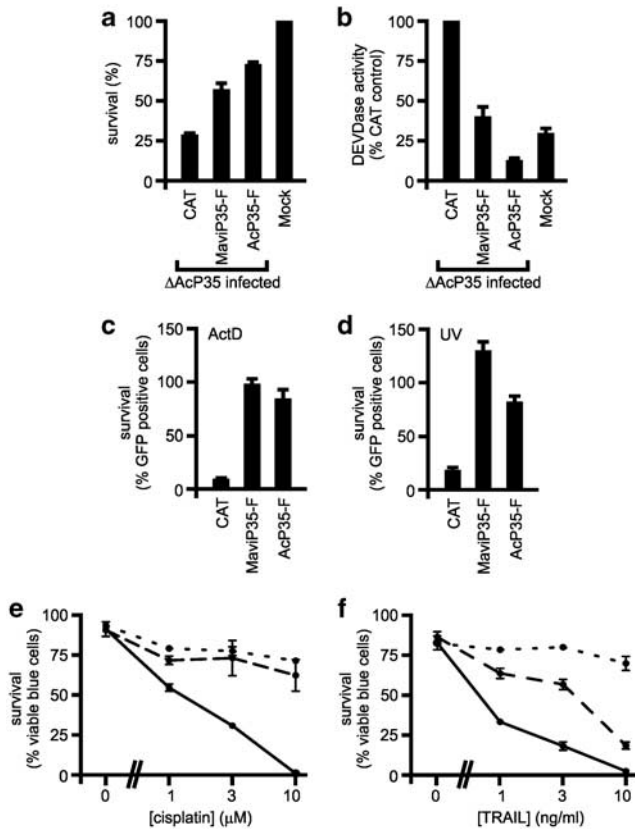 a
100
75
50
25
0
survival (%)
CAT
MaviP35-F
AcP35-F
Mock
ΔAcP35 infected
b
100
75
50
25
0
DEVDase activity
(% CAT control)
CAT
MaviP35-F
AcP35-F
Mock
ΔAcP35 infected
c
ActD
150
100
50
0
survival
(% GFP positive cells)
CAT
MaviP35-F
AcP35-F
d
UV
150
100
50
0
survival
(% GFP positive cells)
CAT
MaviP35-F
AcP35-F
e
100
75
50
25
0
survival
(% viable blue cells)
0 1 3 10
[cisplatin] (μM)
f
100
75
50
25
0
survival
(% viable blue cells)
0 1 3 10
[TRAIL] (ng/ml)